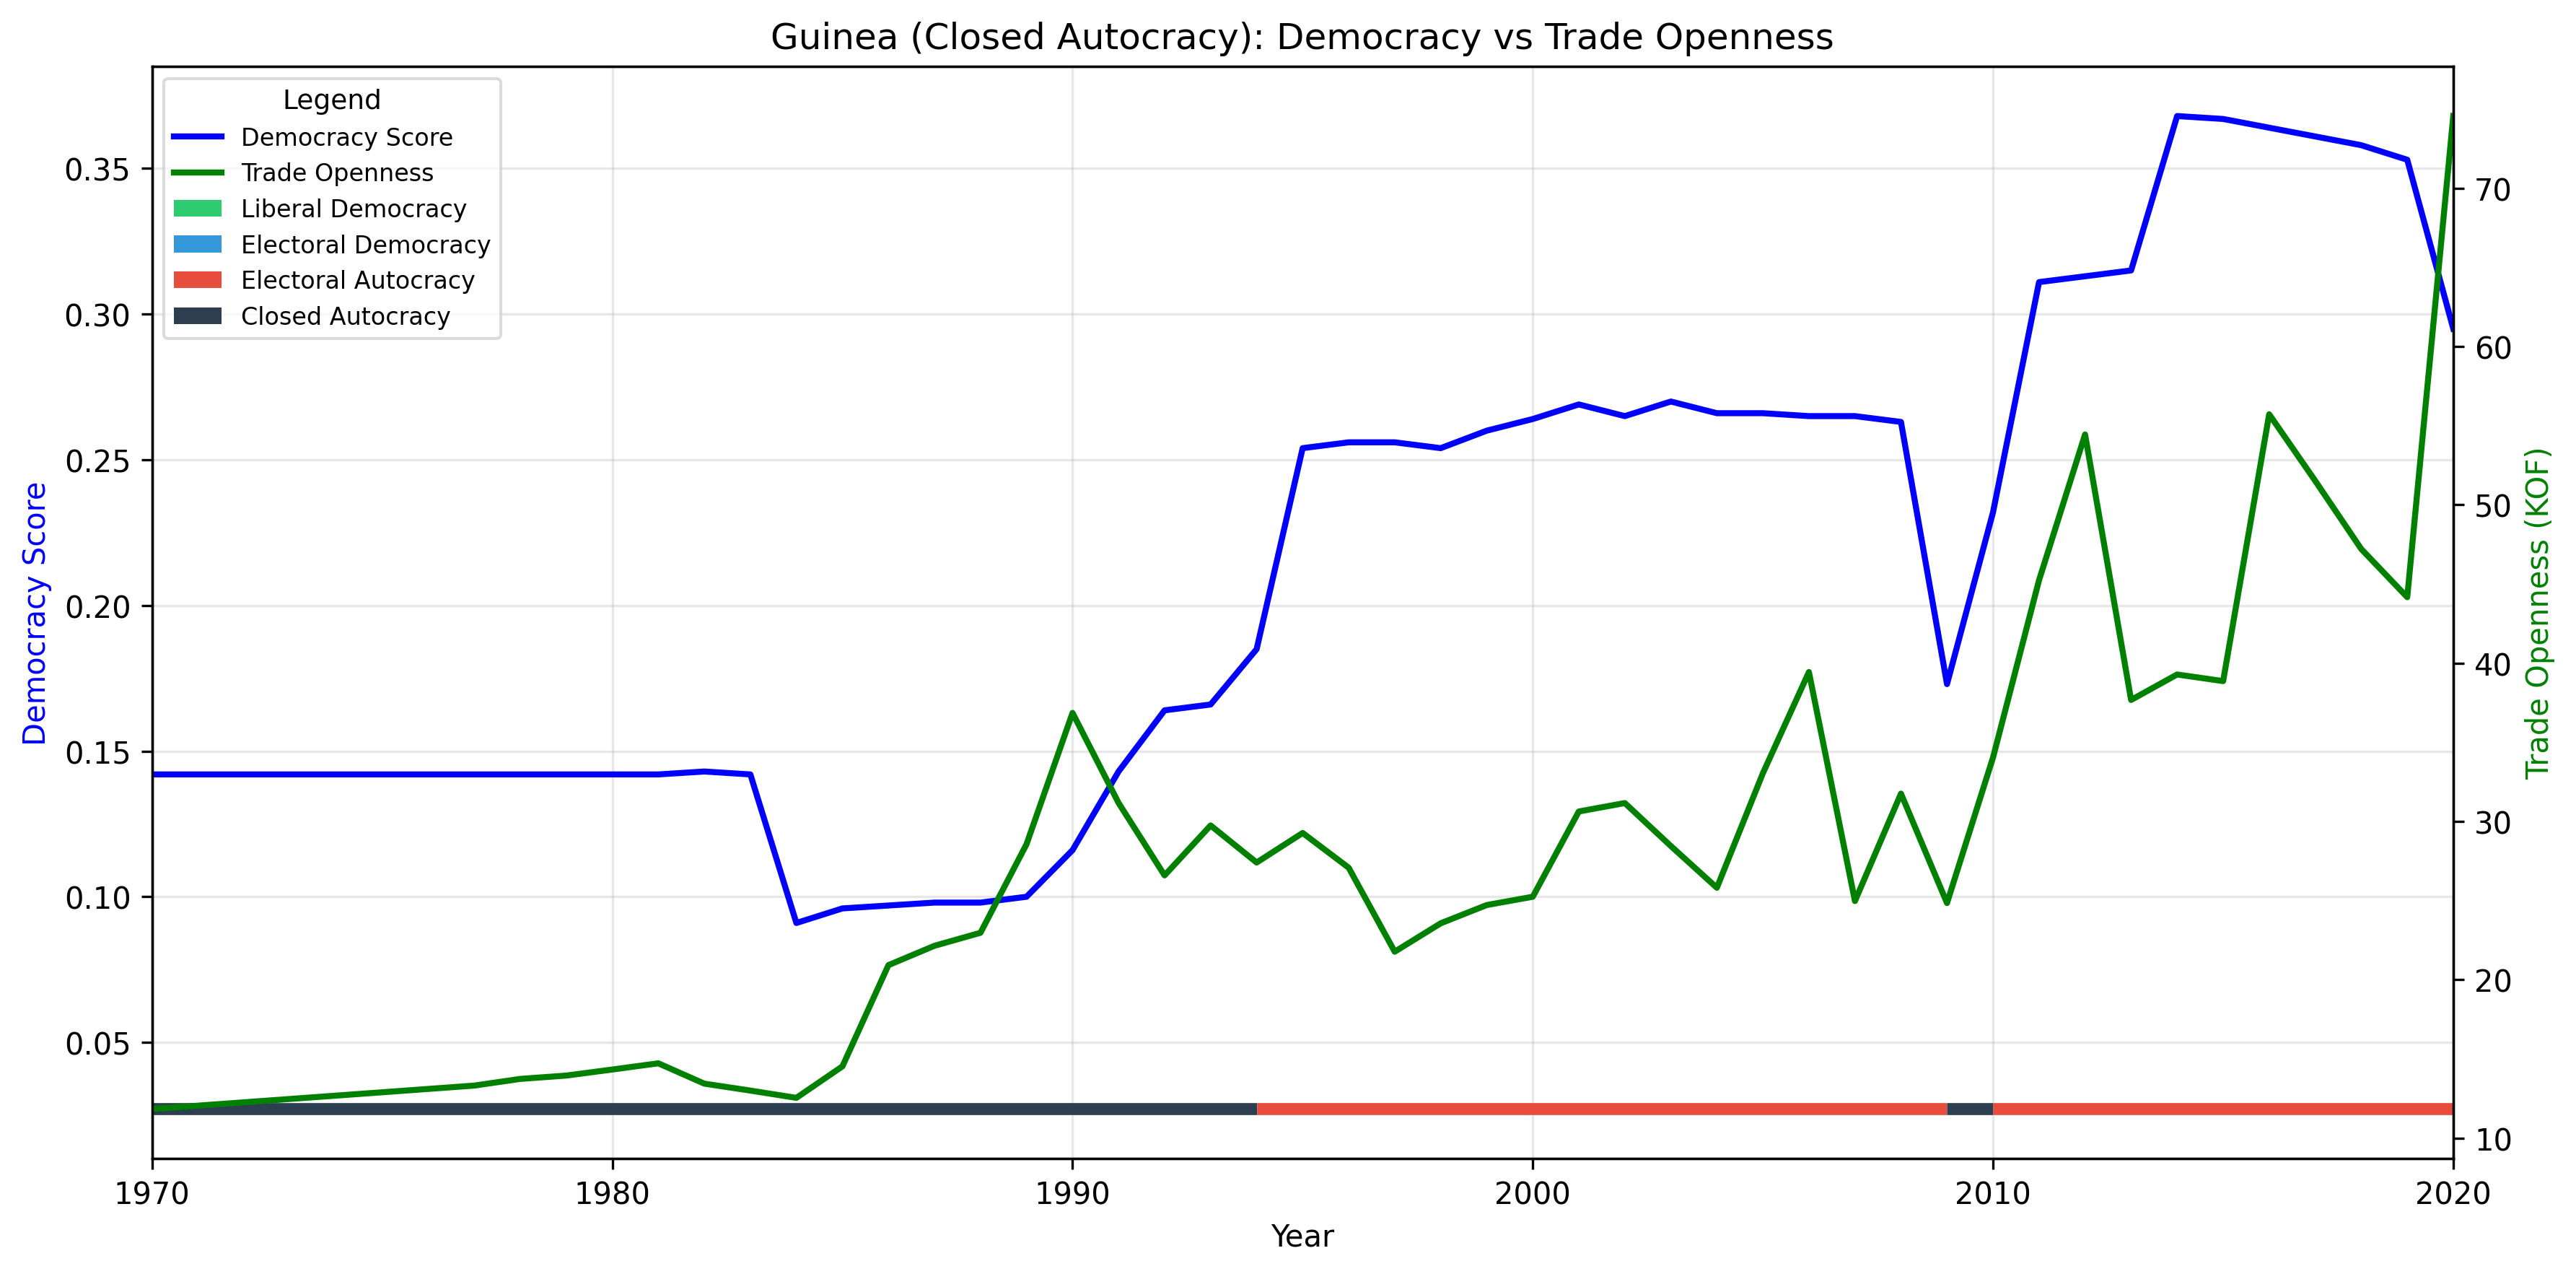 Guinea (Closed Autocracy): Democracy vs Trade Openness
Legend
Democracy Score
Trade Openness
Liberal Democracy
Electoral Democracy
Electoral Autocracy
Closed Autocracy
Democracy Score
0.35
0.30
0.25
0.20
0.15
0.10
0.05
70
60
50
40
30
20
10
Trade Openness (KOF)
1970 1980 1990 2000 2010 2020
Year